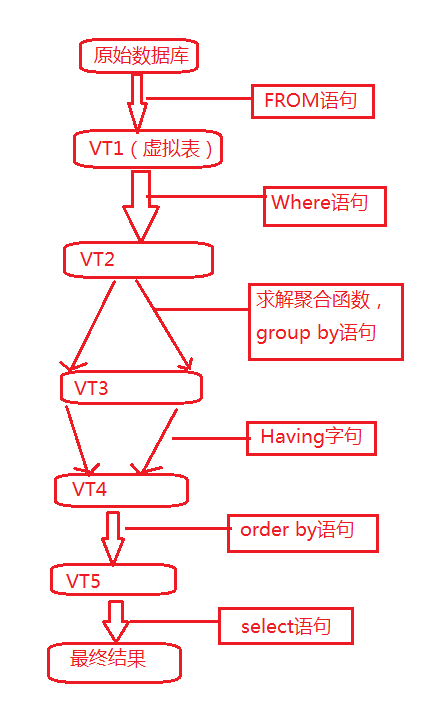 原始数据库
FROM语句
VT1（虚拟表）
Where语句
VT2
求解聚合函数，
group by语句
VT3
Having字句
VT4
order by语句
VT5
select语句
最终结果